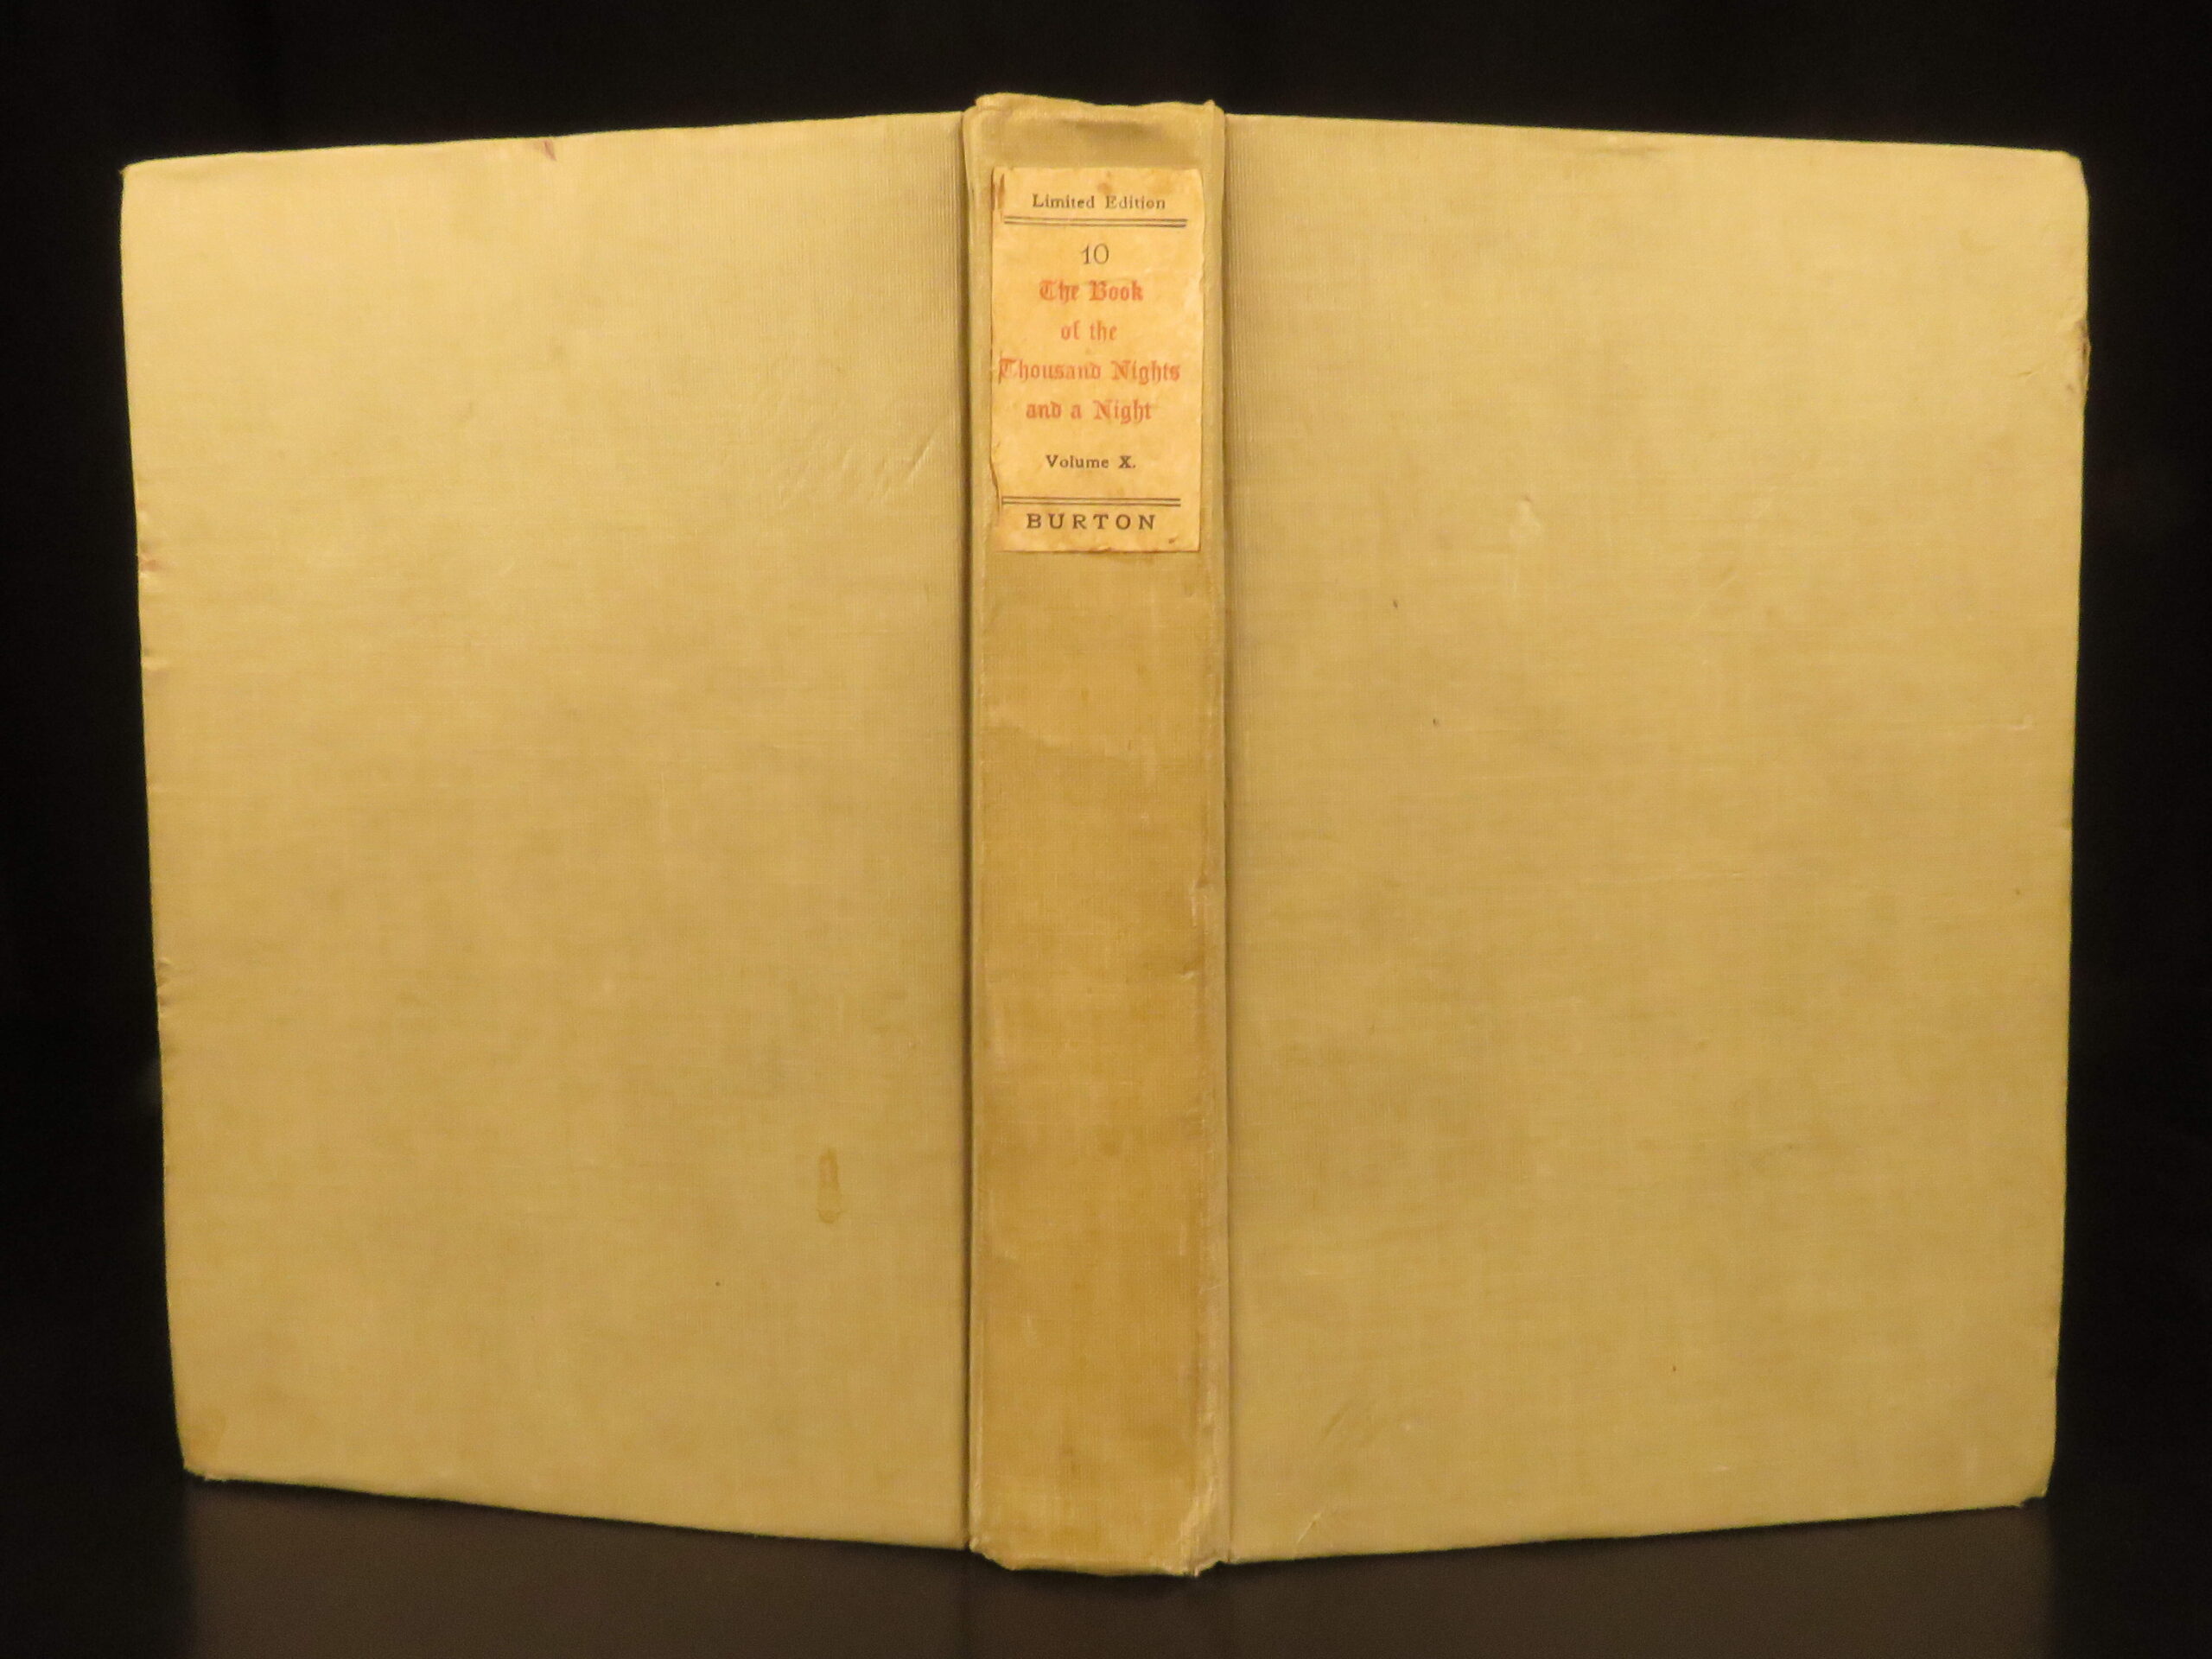 Limited Edition
10
The Book
of the
Thousand Nights
and a Night
Volume X.
BURTON